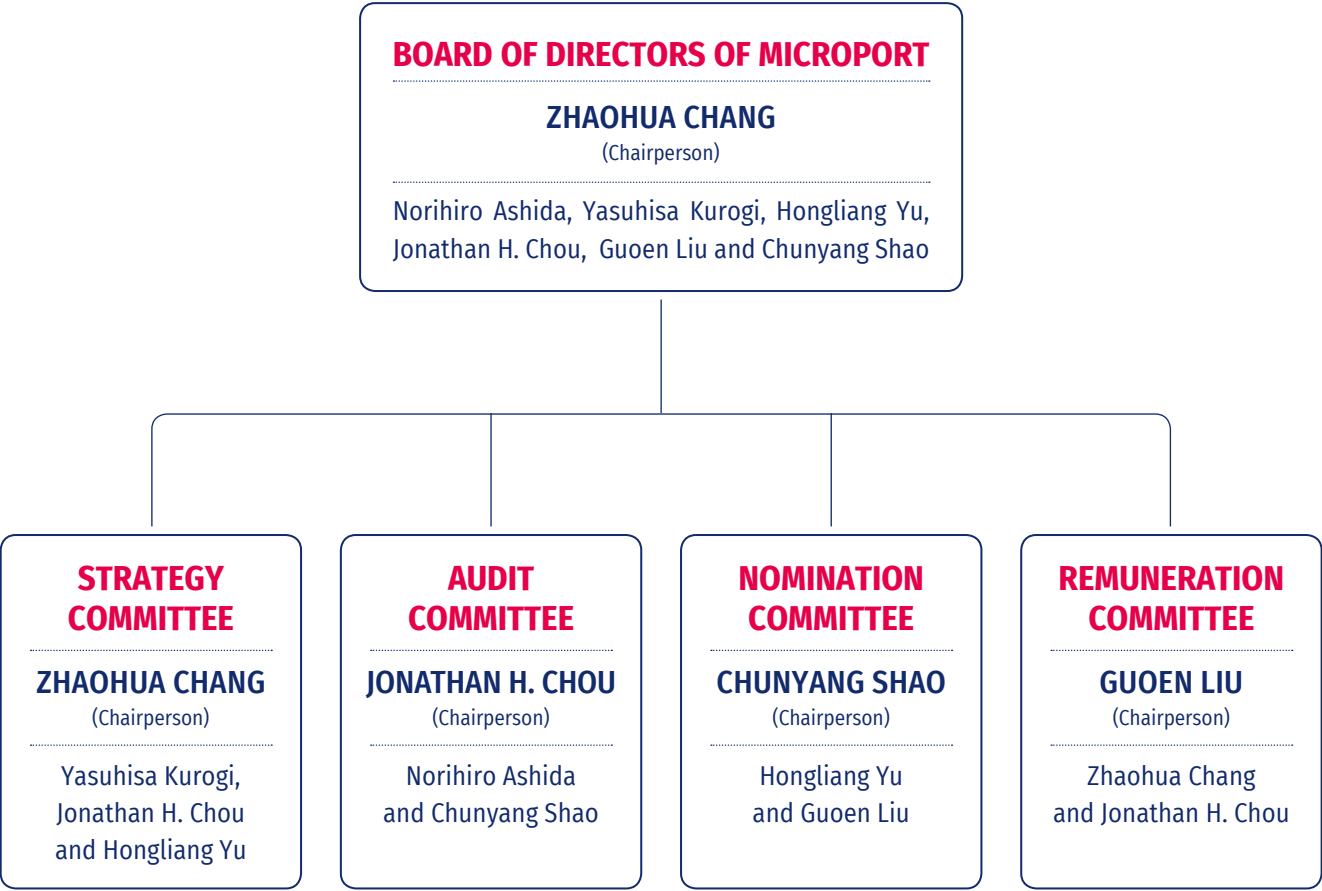 BOARD OF DIRECTORS OF MICROPORT
ZHAOHUA CHANG
(Chairperson)
Norihiro Ashida, Yasuhisa Kurogi, Hongliang Yu,
Jonathan H. Chou, Guoen Liu and Chunyang Shao
STRATEGY
COMMITTEE
ZHAOHUA CHANG
(Chairperson)
Yasuhisa Kurogi,
Jonathan H. Chou
and Hongliang Yu
AUDIT
COMMITTEE
JONATHAN H. CHOU
(Chairperson)
Norihiro Ashida
and Chunyang Shao
NOMINATION
COMMITTEE
CHUNYANG SHAO
(Chairperson)
Hongliang Yu
and Guoen Liu
REMUNERATION
COMMITTEE
GUOEN LIU
(Chairperson)
Zhaohua Chang
and Jonathan H. Chou